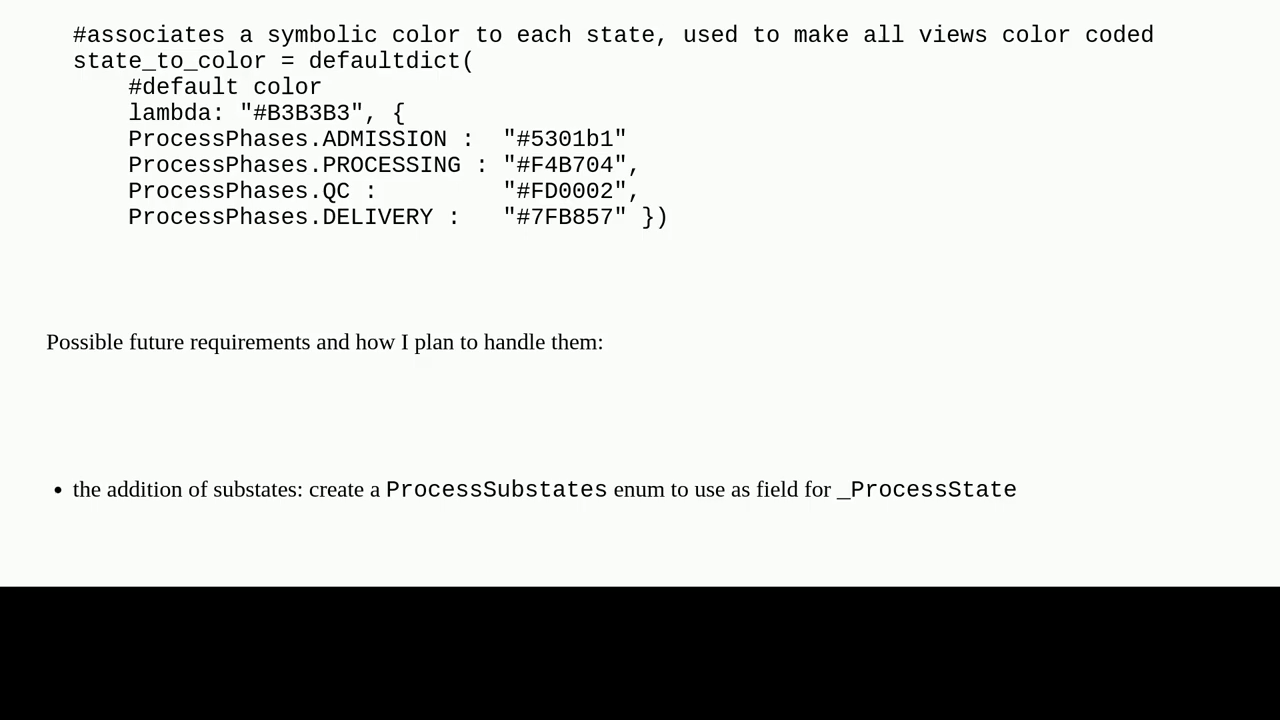 #associates a symbolic color to each state, used to make all views color coded
state_to_color = defaultdict(
    #default color
    lambda: "#B3B3B3", {
    ProcessPhases.ADMISSION :  "#5301b1"
    ProcessPhases.PROCESSING : "#F4B704",
    ProcessPhases.QC :         "#FD0002",
    ProcessPhases.DELIVERY :   "#7FB857" })
Possible future requirements and how I plan to handle them:
• the addition of substates: create a ProcessSubstates enum to use as field for _ProcessState